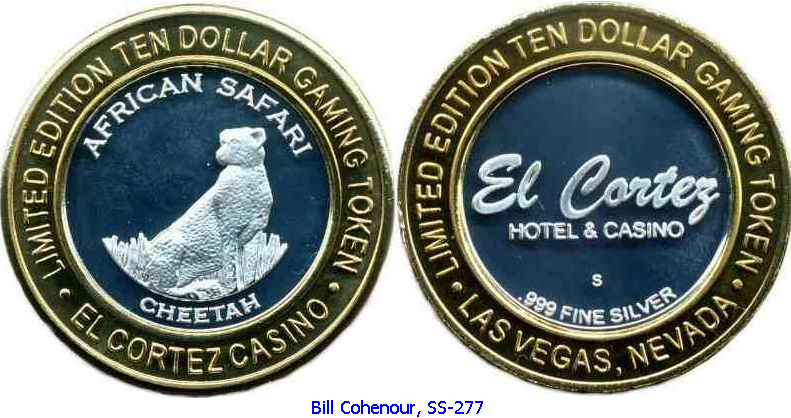 LIMITED EDITION TEN DOLLAR GAMING TOKEN
AFRICAN SAFARI
CHEETAH
• EL CORTEZ CASINO •
LIMITED EDITION TEN DOLLAR GAMING TOKEN
El Cortez
HOTEL & CASINO
S
.999 FINE SILVER
• LAS VEGAS, NEVADA •
Bill Cohenour, SS-277